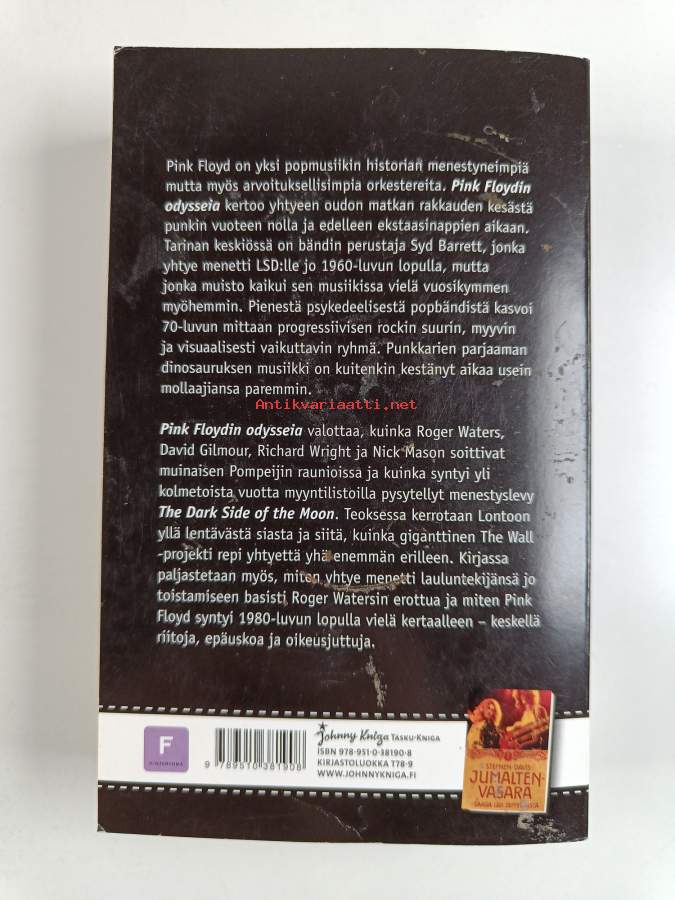 Pink Floyd on yksi popmusiikin historian menestyneimpiä
mutta myös arvoituksellisimpia orkestereita. Pink Floydin
odysseia kertoo yhtyeen oudon matkan rakkauden kesästä
punkin vuoteen nolla ja edelleen ekstaasinappien aikaan.
Tarinan keskiössä on bändin perustaja Syd Barrett, jonka
yhtye menetti LSD:lle jo 1960-luvun lopulla, mutta
jonka muisto kaikui sen musiikissa vielä vuosikymmen
myöhemmin. Pienestä psykedeelisestä popbändistä kasvoi
70-luvun mittaan progressiivisen rockin suurin, myyvin
ja visuaalisesti vaikuttavin ryhmä. Punkkarien parjaaman
dinosauruksen musiikki on kuitenkin kestänyt aikaa usein
mollaajiansa paremmin.
Antikvariaatti.net
Pink Floydin odysseia valottaa, kuinka Roger Waters,
David Gilmour, Richard Wright ja Nick Mason soittivat
muinaisen Pompeijin raunioissa ja kuinka syntyi yli
kolmetoista vuotta myyntilistoilla pysytellyt menestyslevy
The Dark Side of the Moon. Teoksessa kerrotaan Lontoon
yllä lentävästä siasta ja siitä, kuinka giganttinen The Wall
-projekti repi yhtyettä yhä enemmän erilleen. Kirjassa
paljastetaan myös, miten yhtye menetti lauluntekijänsä jo
toistamiseen basisti Roger Watersin erottua ja miten Pink
Floyd syntyi 1980-luvun lopulla vielä kertaalleen – keskellä
riitoja, epäuskoa ja oikeusjuttuja.
F
9 789510 381908
Johnny Kniga TASKU-KNIGA
ISBN 978-951-0-38190-8
KIRJASTOLUOKKA 778-9
WWW.JOHNNYKNIGA.FI
STEPHEN DAVIS
JUMALTEN-
VASARA